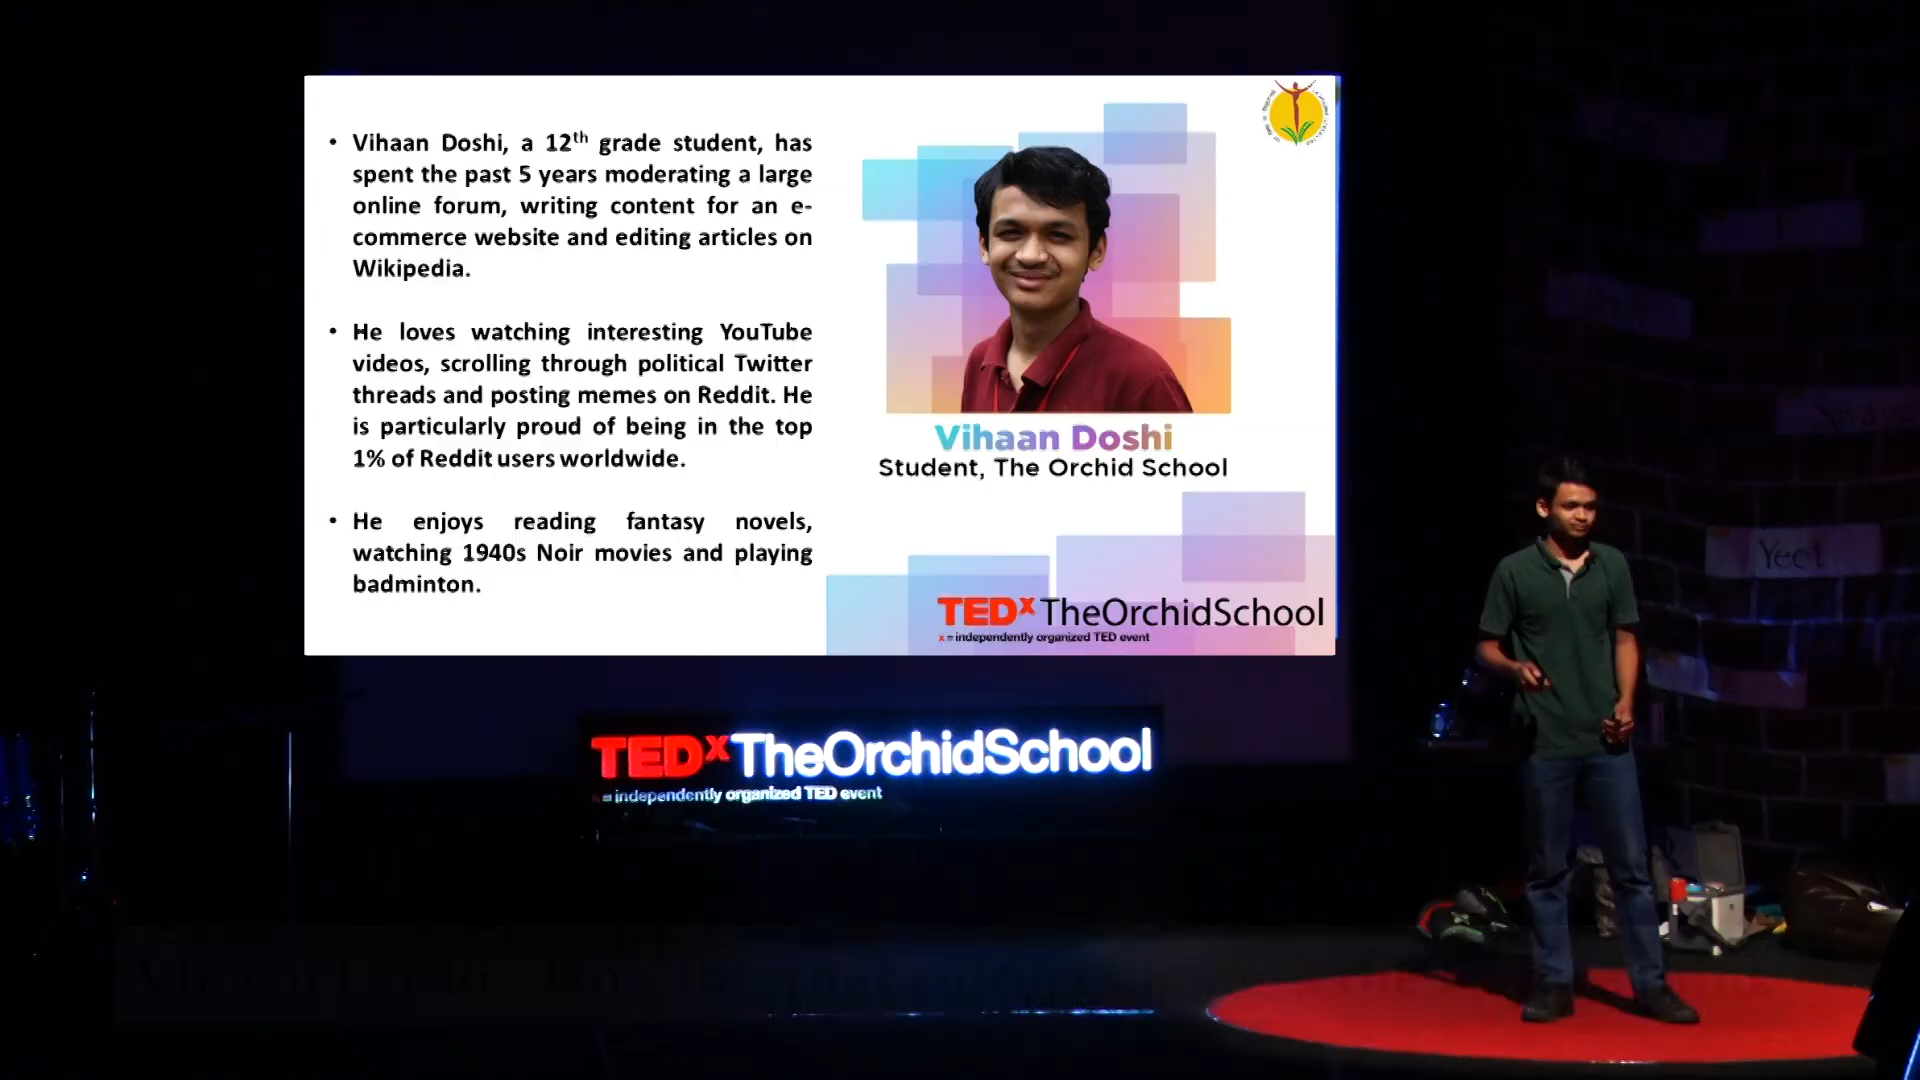 • Vihaan Doshi, a 12th grade student, has
spent the past 5 years moderating a large
online forum, writing content for an e-
commerce website and editing articles on
Wikipedia.
• He loves watching interesting YouTube
videos, scrolling through political Twitter
threads and posting memes on Reddit. He
is particularly proud of being in the top
1% of Reddit users worldwide.
• He enjoys reading fantasy novels,
watching 1940s Noir movies and playing
badminton.
Vihaan Doshi
Student, The Orchid School
TEDx TheOrchidSchool
x = independently organized TED event
Yeet
TEDxTheOrchidSchool
x = independently organized TED event